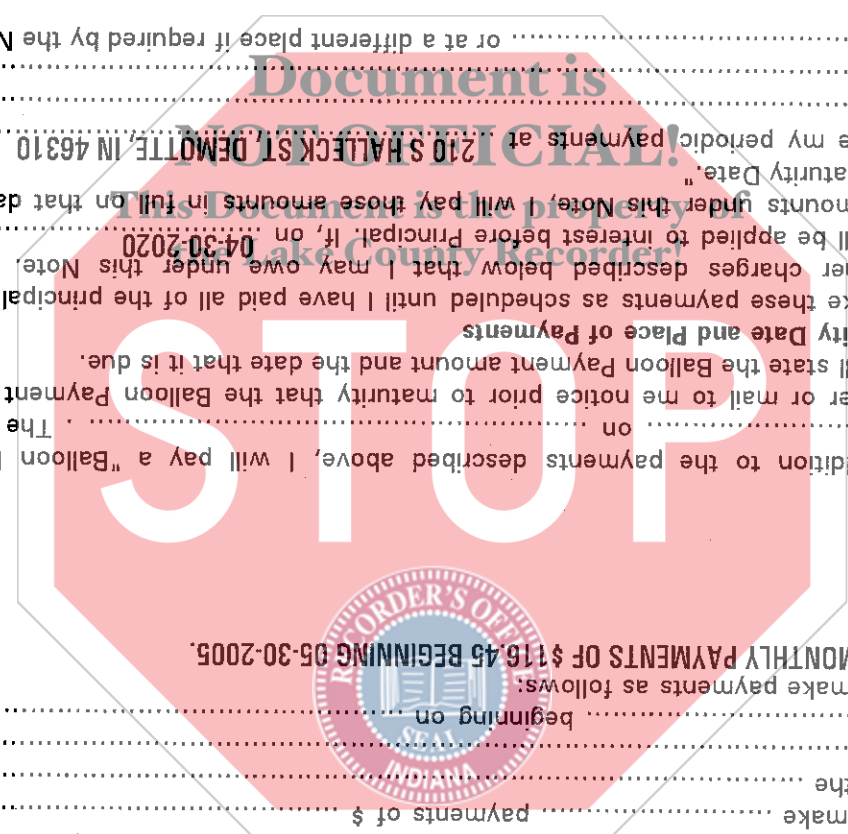 make ........ payments of $ ........
the ........
........ beginning on ........
make payments as follows:
MONTHLY PAYMENTS OF $116.45 BEGINNING 05-30-2005.
dition to the payments described above, I will pay a "Balloon
........ on ........ . The
er or mail to me notice prior to maturity that the Balloon Payment
ll state the Balloon Payment amount and the date that it is due.
ity Date and Place of Payments
ke these payments as scheduled until I have paid all of the principal
her charges described below that I may owe under this Note.
ll be applied to interest before Principal. If, on 04-30-2020 ........
mounts under this Note, I will pay those amounts in full on that da
aturity Date."
e my periodic payments at ........ 210 S HALLECK ST, DEMOTTE, IN 46310
........ or at a different place if required by the N
Document is
NOT OFFICIAL!
This Document is the property of
the Lake County Recorder!
STOP
RECORDER'S OFFICE
SEAL
INDIANA